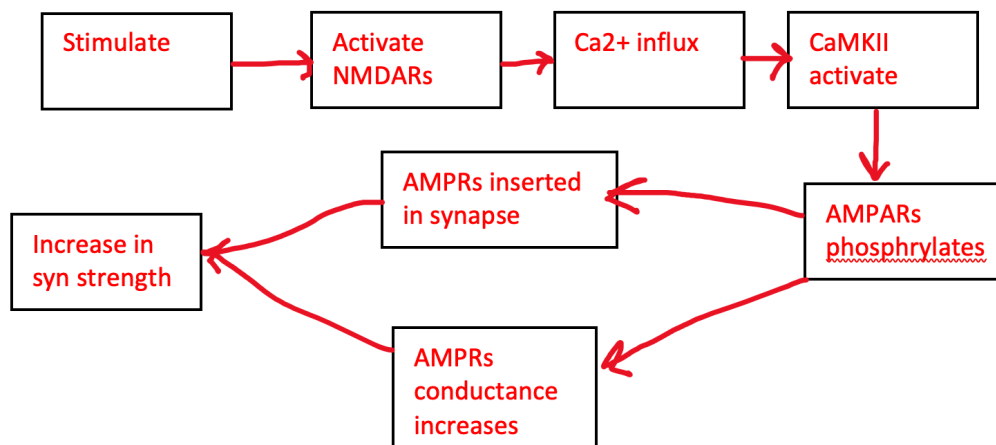 Stimulate
Activate
NMDARs
Ca2+ influx
CaMKII
activate
AMPARs
phosphrylates
AMPRs inserted
in synapse
AMPRs
conductance
increases
Increase in
syn strength